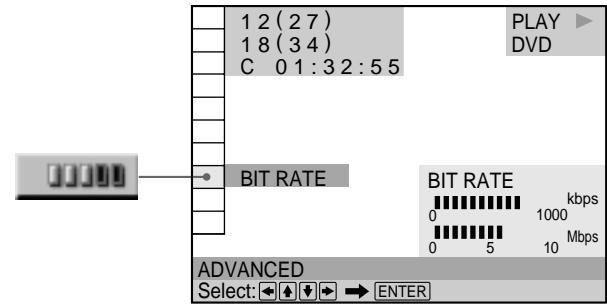 12(27)
18(34)
C 01:32:55
PLAY
DVD
BIT RATE
BIT RATE
kbps
0 1000
Mbps
0 5 10
ADVANCED
Select: ENTER